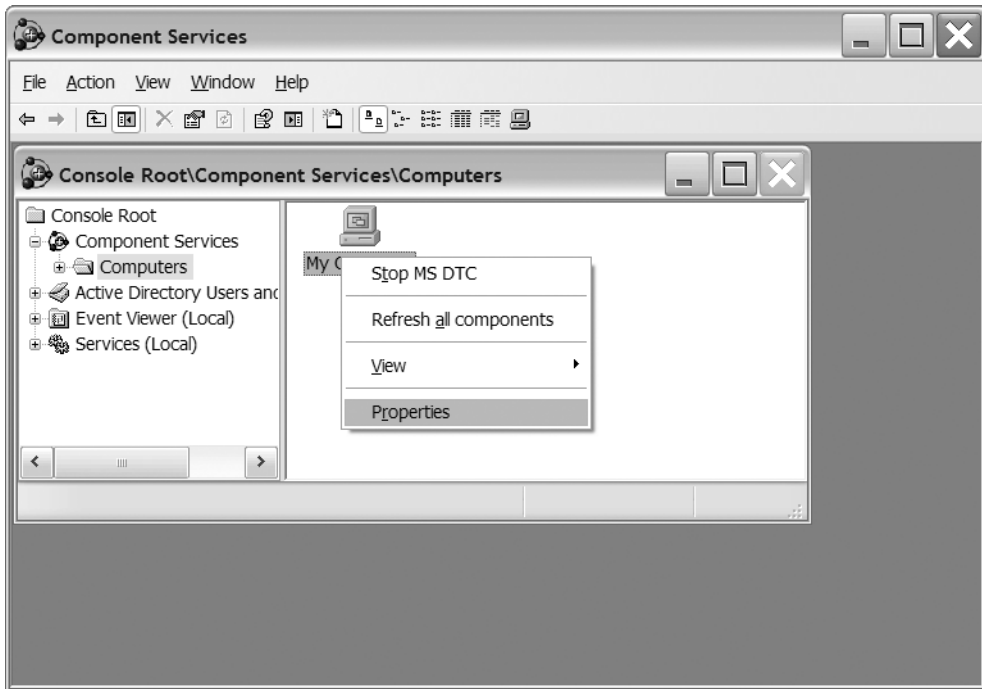 Component Services
File Action View Window Help
Console Root\Component Services\Computers
Console Root
Component Services
Computers
Active Directory Users and
Event Viewer (Local)
Services (Local)
My C
Stop MS DTC
Refresh all components
View
Properties